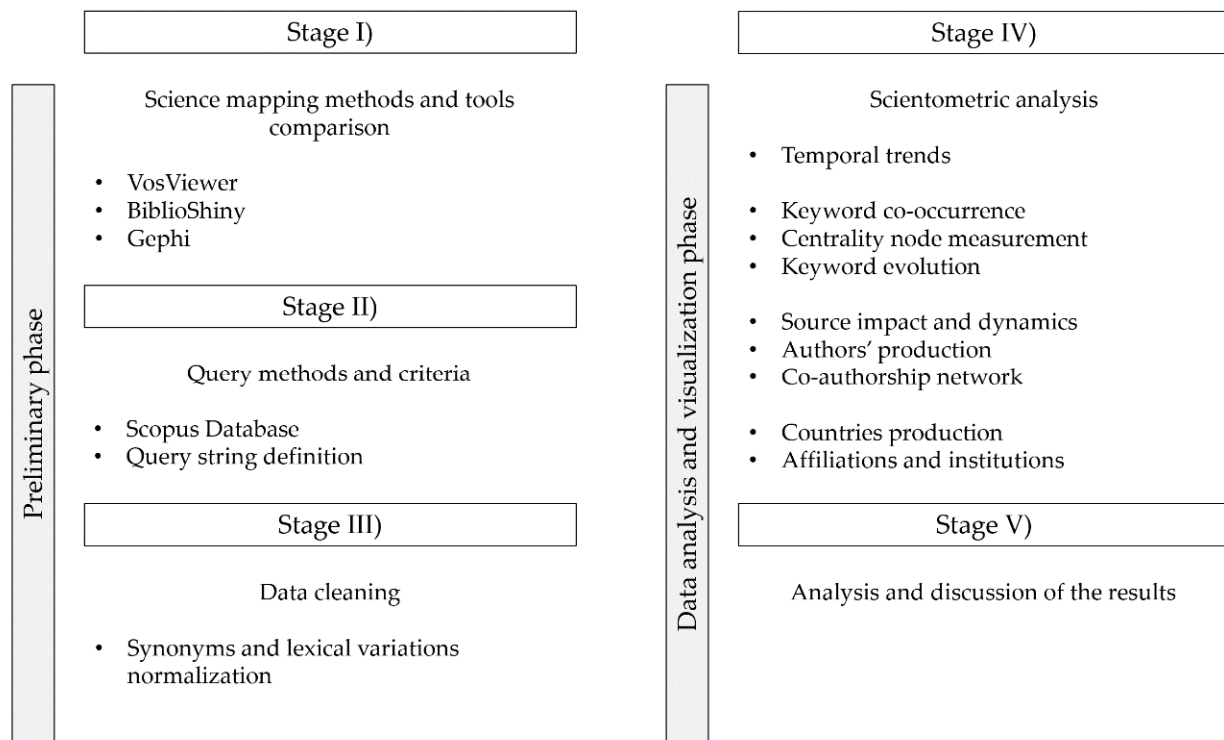 Preliminary phase
Stage I)
Science mapping methods and tools
comparison
• VosViewer
• BiblioShiny
• Gephi
Stage II)
Query methods and criteria
• Scopus Database
• Query string definition
Stage III)
Data cleaning
• Synonyms and lexical variations
normalization
Data analysis and visualization phase
Stage IV)
Scientometric analysis
• Temporal trends
• Keyword co-occurrence
• Centrality node measurement
• Keyword evolution
• Source impact and dynamics
• Authors’ production
• Co-authorship network
• Countries production
• Affiliations and institutions
Stage V)
Analysis and discussion of the results